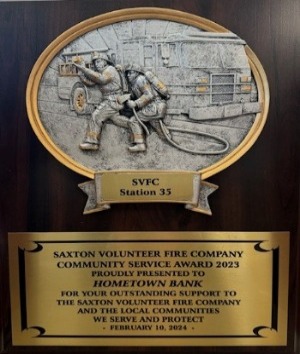 SVFC
Station 35
SAXTON VOLUNTEER FIRE COMPANY
COMMUNITY SERVICE AWARD 2023
PROUDLY PRESENTED TO
HOMETOWN BANK
FOR YOUR OUTSTANDING SUPPORT TO
THE SAXTON VOLUNTEER FIRE COMPANY
AND THE LOCAL COMMUNITIES
WE SERVE AND PROTECT
- FEBRUARY 10, 2024 -